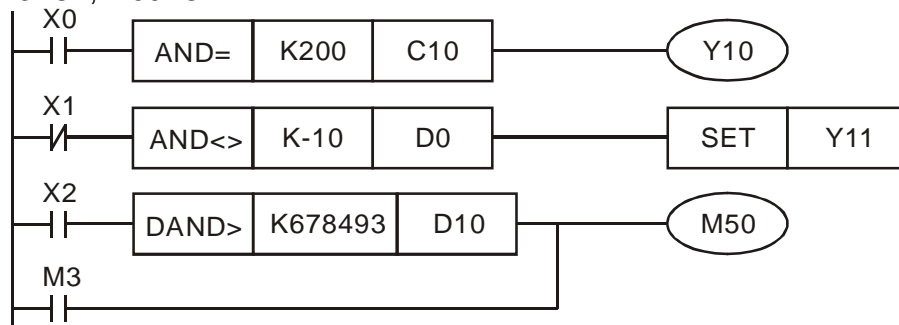 X0
AND= K200 C10 Y10
X1
AND<> K-10 D0 SET Y11
X2
DAND> K678493 D10 M50
M3